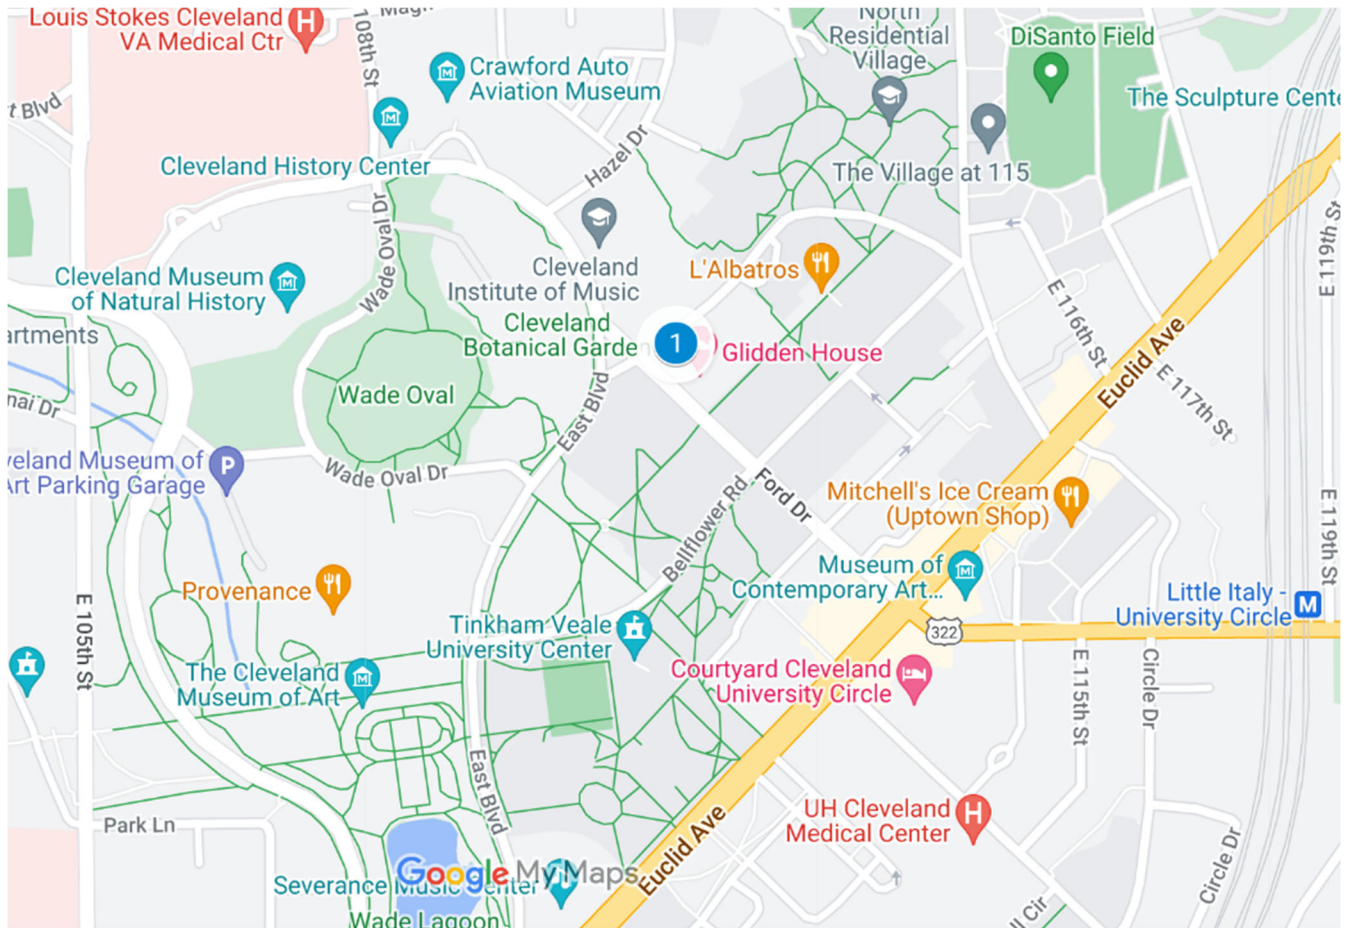 Louis Stokes Cleveland
VA Medical Ctr
H
108th St
Crawford Auto
Aviation Museum
North
Residential
Village
DiSanto Field
The Sculpture Cente
t Blvd
Cleveland History Center
Hazel Dr
The Village at 115
Wade Oval Dr
Cleveland Museum
of Natural History
Cleveland
Institute of Music
L'Albatros
E 119th St
artments
Cleveland
Botanical Garde
1
Glidden House
E 116th St
Euclid Ave
E 117th St
nai Dr
Wade Oval
East Blvd
veland Museum of
Art Parking Garage
P
Wade Oval Dr
Bellflower Rd
Ford Dr
Mitchell's Ice Cream
(Uptown Shop)
E 119th St
Provenance
Museum of
Contemporary Art...
Little Italy -
University Circle
M
E 105th St
Tinkham Veale
University Center
322
The Cleveland
Museum of Art
Courtyard Cleveland
University Circle
E 115th St
Circle Dr
East Blvd
Park Ln
UH Cleveland
Medical Center
H
Euclid Ave
Circle Dr
Google My Maps
Severance Music Center
Wade Lagoon
ll Cir